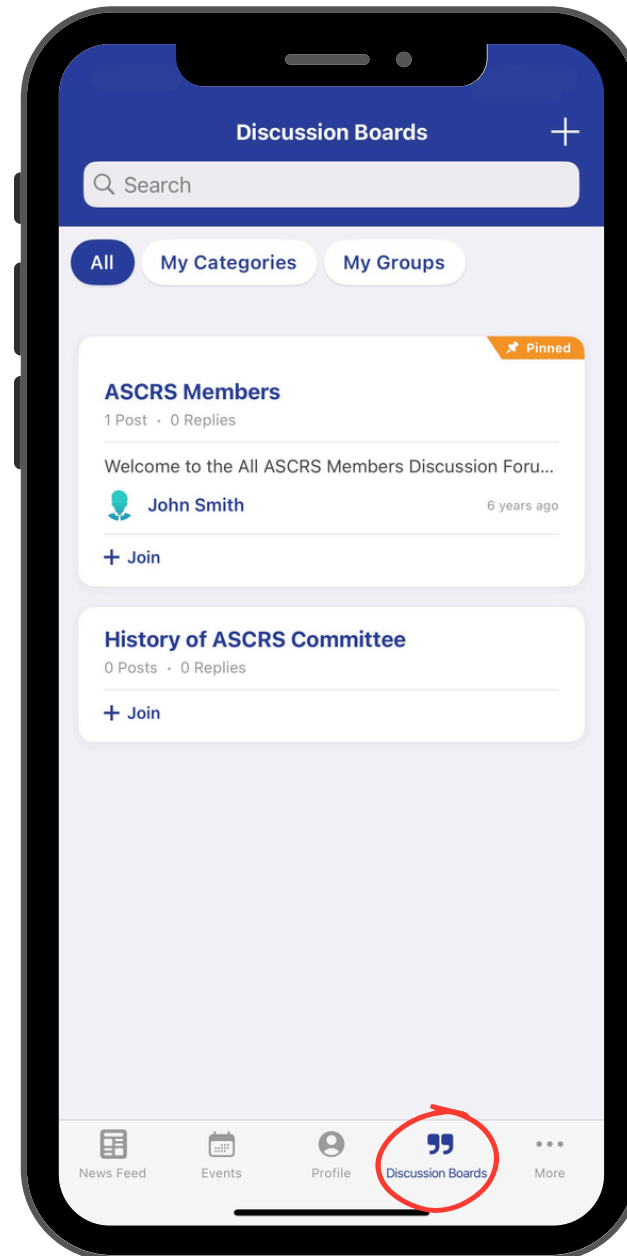 Discussion Boards
Search
All My Categories My Groups
Pinned
ASCRS Members
1 Post · 0 Replies
Welcome to the All ASCRS Members Discussion Foru...
John Smith 6 years ago
+ Join
History of ASCRS Committee
0 Posts · 0 Replies
+ Join
News Feed Events Profile Discussion Boards More